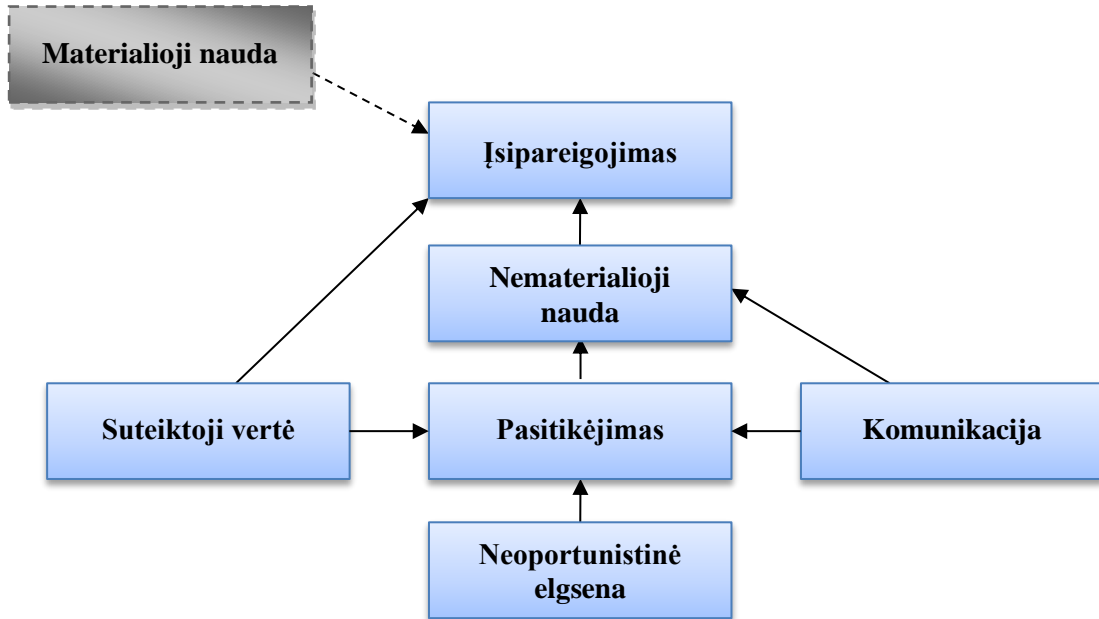 Materialioji nauda
Įsipareigojimas
Nematerialioji
nauda
Suteiktoji vertė
Pasitikėjimas
Komunikacija
Neoportunistinė
elgsena